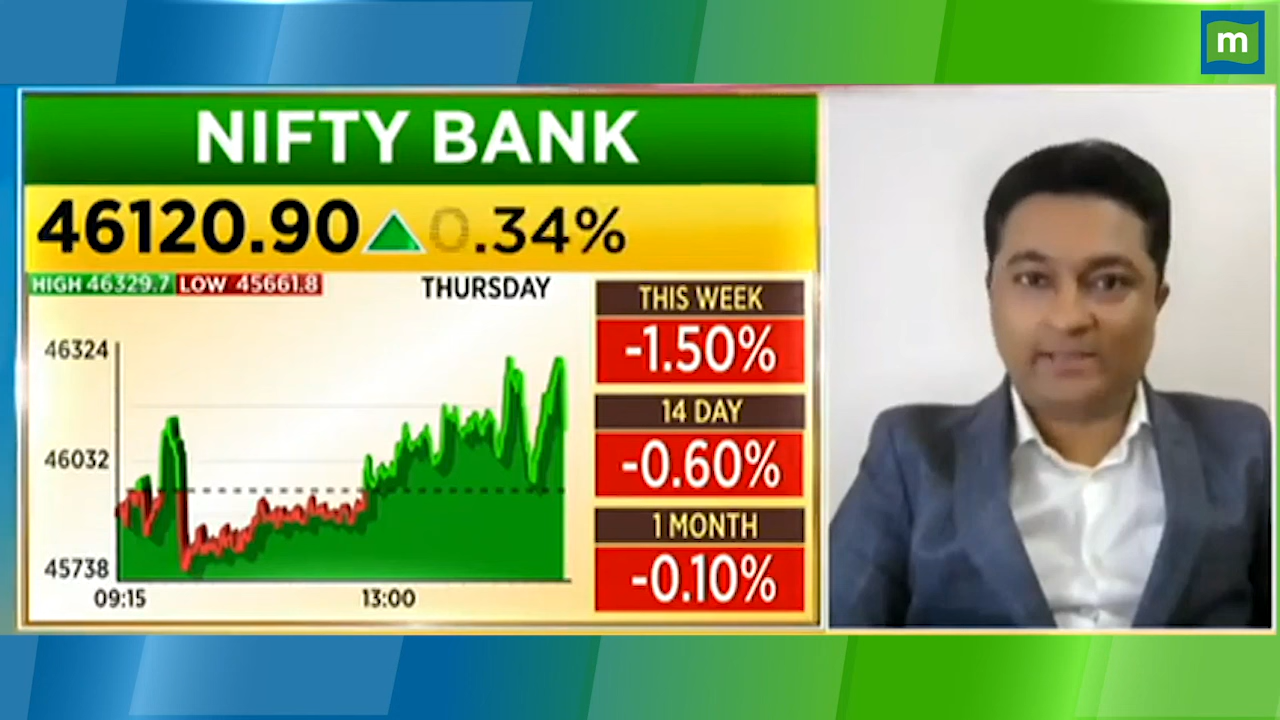 m
NIFTY BANK
46120.90 ▲ 0.34%
HIGH 46329.7 LOW 45661.8
THURSDAY
46324
46032
45738
09:15 13:00
THIS WEEK
-1.50%
14 DAY
-0.60%
1 MONTH
-0.10%